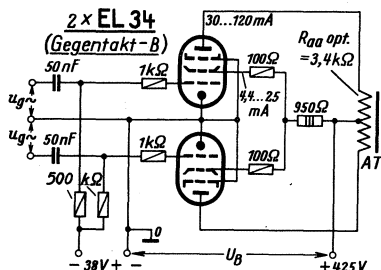 2 × EL 34
(Gegentakt-B)
30...120mA
Raa opt.
=3,4kΩ
100Ω
50nF
1kΩ
4,4...25
mA
ug~
950Ω
ug~
50nF
1kΩ
100Ω
AT
500
kΩ
0
UB
-38V+
-
+425V